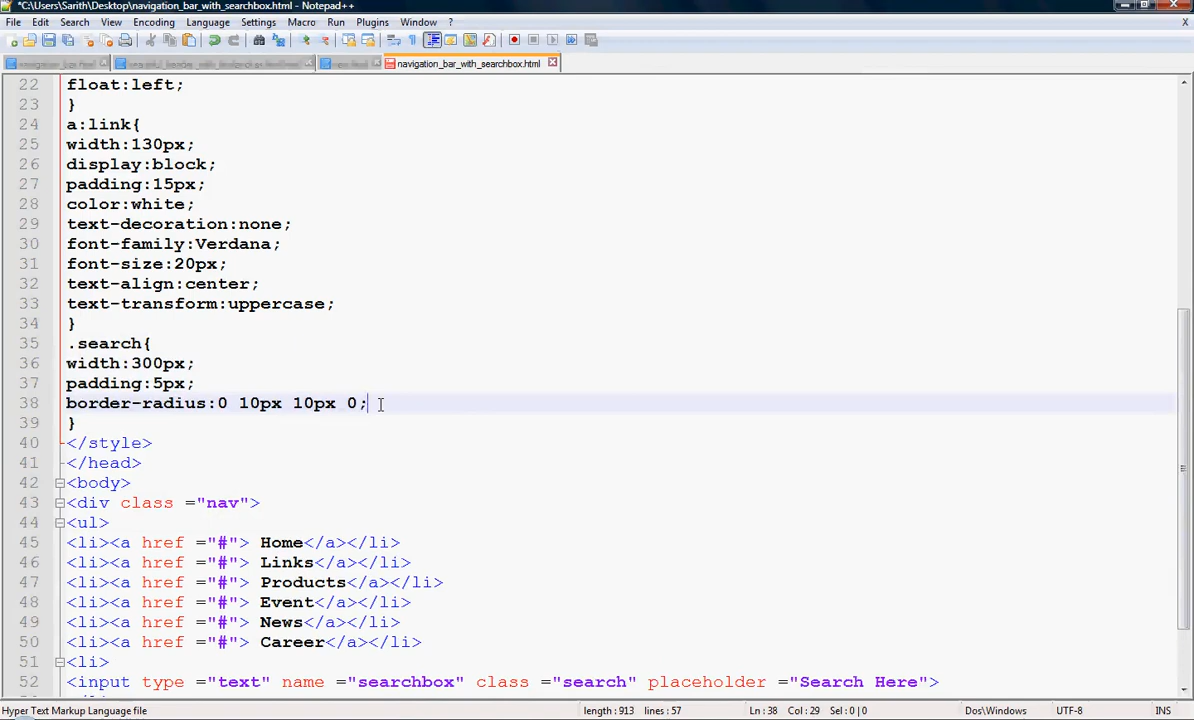 *C:\Users\Sarith\Desktop\navigation_bar_with_searchbox.html - Notepad++
File Edit Search View Encoding Language Settings Macro Run Plugins Window ?
navigation_bar_with_searchbox.html
22 float:left;
23 }
24 a:link{
25 width:130px;
26 display:block;
27 padding:15px;
28 color:white;
29 text-decoration:none;
30 font-family:Verdana;
31 font-size:20px;
32 text-align:center;
33 text-transform:uppercase;
34 }
35 .search{
36 width:300px;
37 padding:5px;
38 border-radius:0 10px 10px 0;
39 }
40 </style>
41 </head>
42 <body>
43 <div class ="nav">
44 <ul>
45 <li><a href ="#"> Home</a></li>
46 <li><a href ="#"> Links</a></li>
47 <li><a href ="#"> Products</a></li>
48 <li><a href ="#"> Event</a></li>
49 <li><a href ="#"> News</a></li>
50 <li><a href ="#"> Career</a></li>
51 <li>
52 <input type ="text" name ="searchbox" class ="search" placeholder ="Search Here">
Hyper Text Markup Language file length : 913 lines : 57 Ln : 38 Col : 29 Sel : 0 | 0 Dos\Windows UTF-8 INS